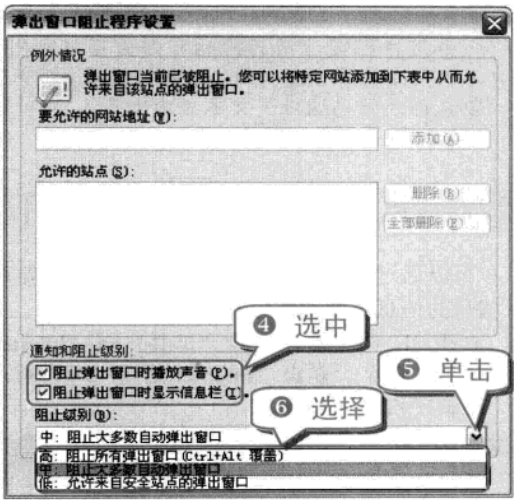 弹出窗口阻止程序设置
例外情况
弹出窗口当前已被阻止。您可以将特定网站添加到下表中从而允
许来自该站点的弹出窗口。
要允许的网站地址(W):
添加(A)
允许的站点(S):
删除(R)
全部删除(E)...
❹ 选中
通知和阻止级别:
阻止弹出窗口时播放声音(P)。
❺ 单击
阻止弹出窗口时显示信息栏(I)。
❻ 选择
阻止级别(B):
中: 阻止大多数自动弹出窗口
高: 阻止所有弹出窗口(Ctrl+Alt 覆盖)
中: 阻止大多数自动弹出窗口
低: 允许来自安全站点的弹出窗口